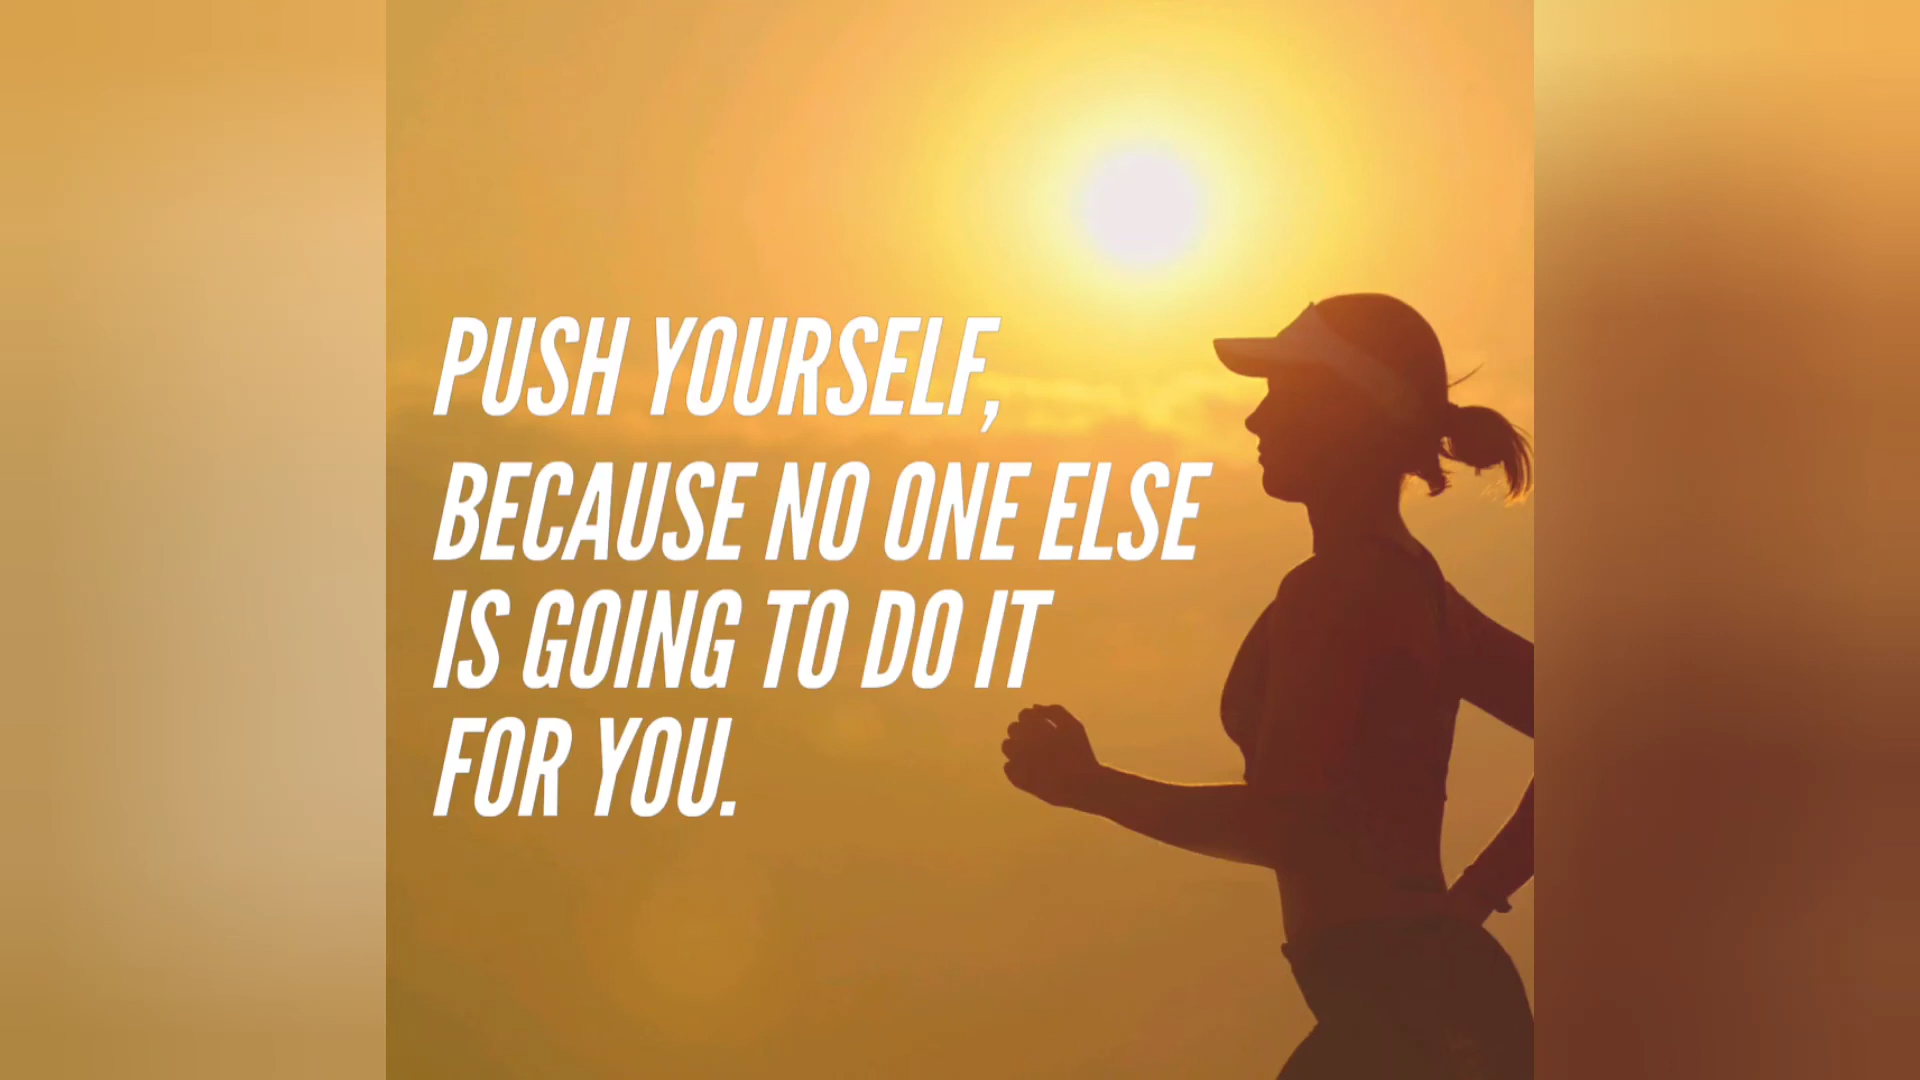 PUSH YOURSELF,
BECAUSE NO ONE ELSE
IS GOING TO DO IT
FOR YOU.